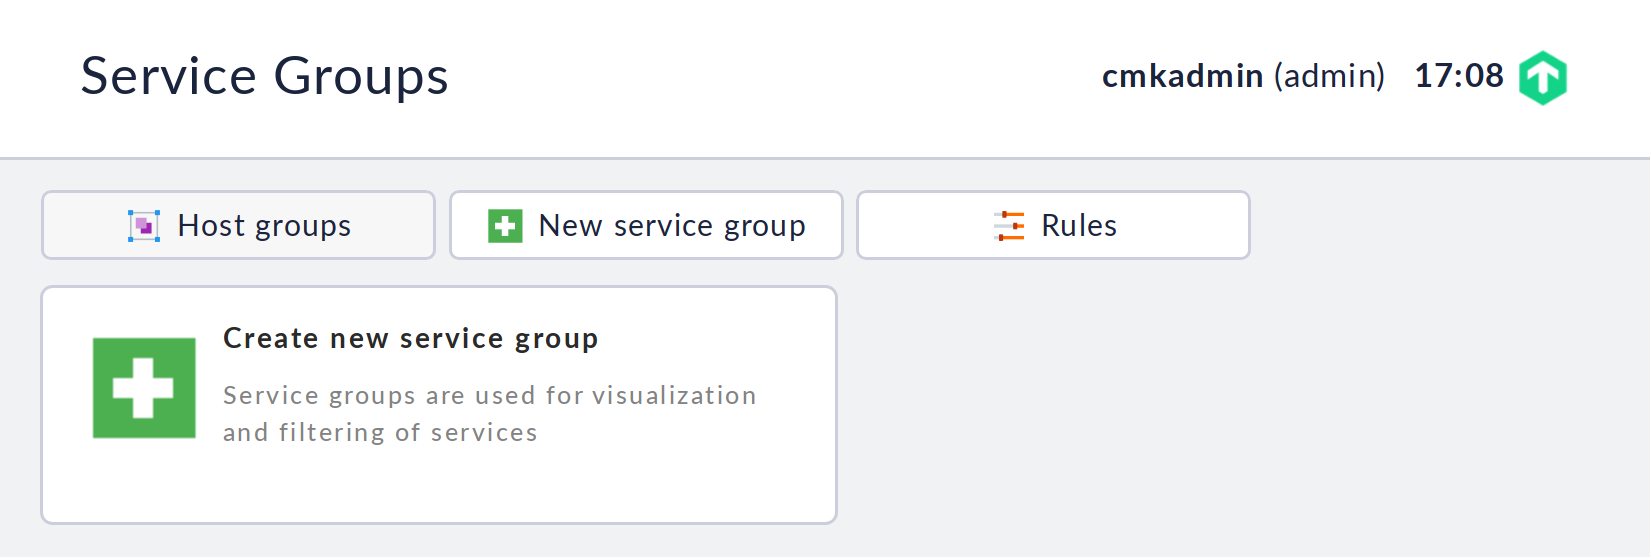 Service Groups
cmkadmin (admin) 17:08
Host groups
New service group
Rules
Create new service group
Service groups are used for visualization
and filtering of services